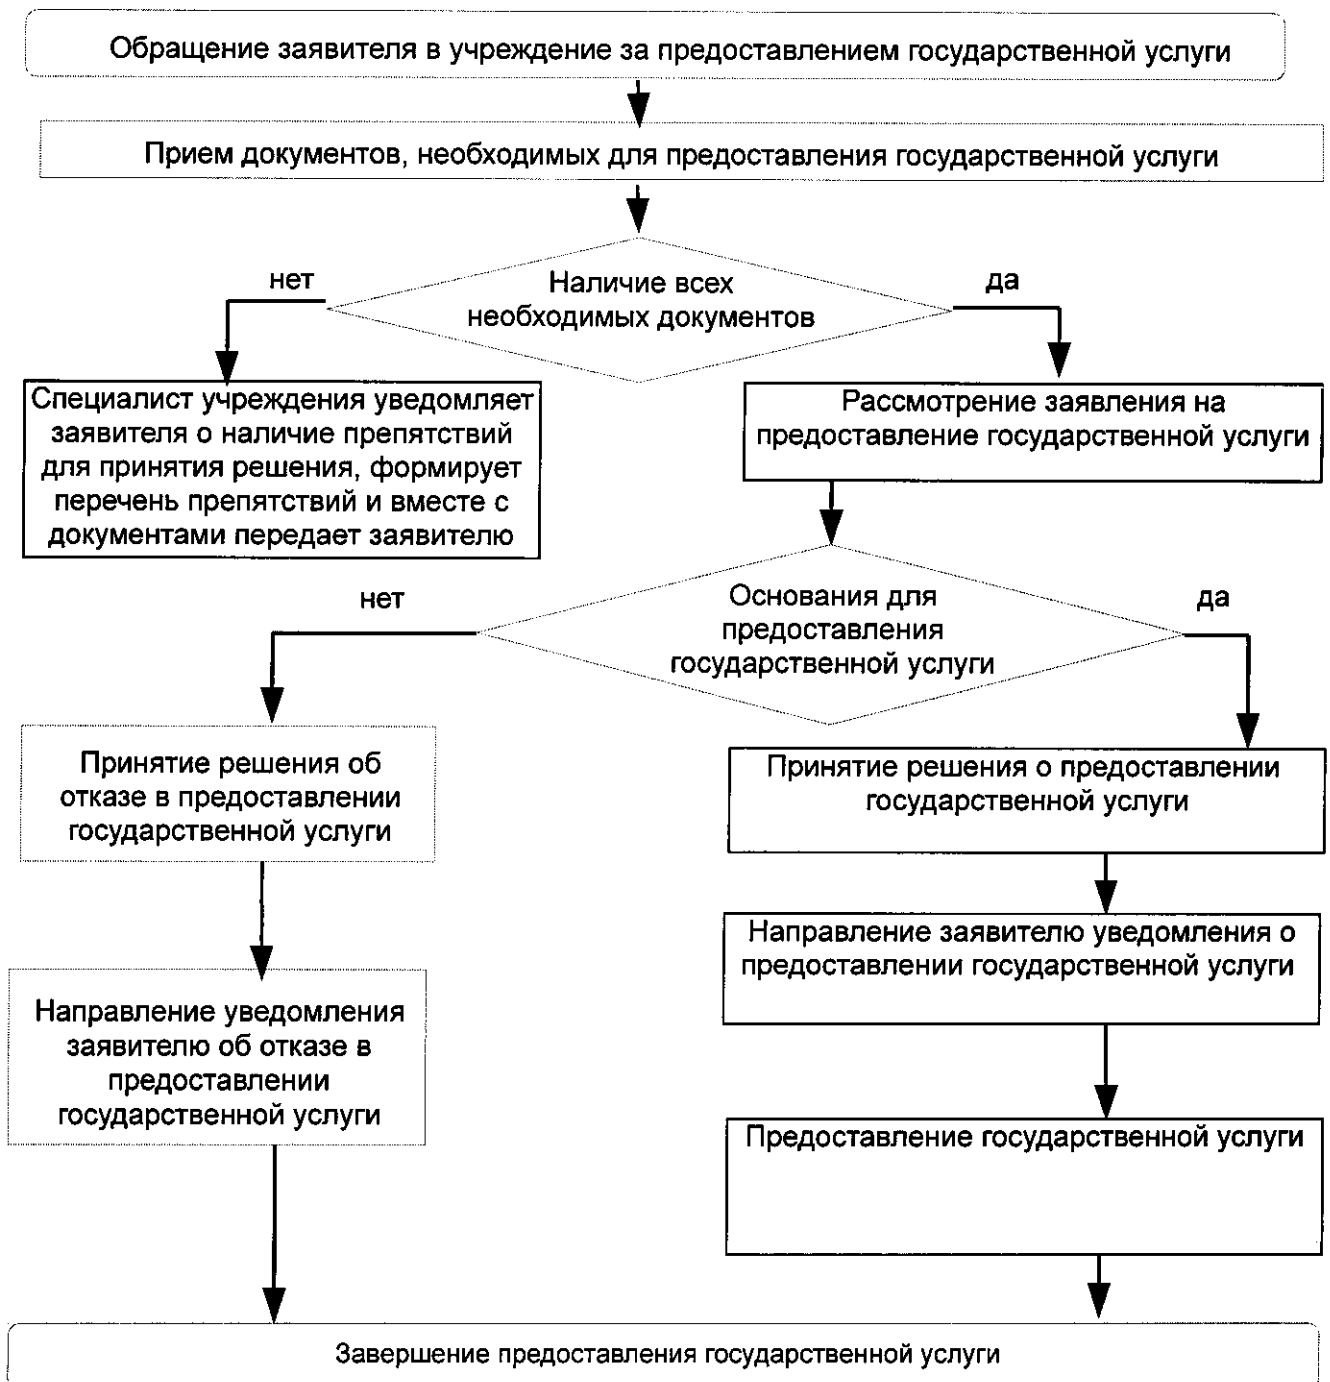 Обращение заявителя в учреждение за предоставлением государственной услуги
Прием документов, необходимых для предоставления государственной услуги
нет
Наличие всех
необходимых документов
да
Специалист учреждения уведомляет
заявителя о наличие препятствий
для принятия решения, формирует
перечень препятствий и вместе с
документами передает заявителю
Рассмотрение заявления на
предоставление государственной услуги
нет
Основания для
предоставления
государственной услуги
да
Принятие решения об
отказе в предоставлении
государственной услуги
Принятие решения о предоставлении
государственной услуги
Направление заявителю уведомления о
предоставлении государственной услуги
Направление уведомления
заявителю об отказе в
предоставлении
государственной услуги
Предоставление государственной услуги
Завершение предоставления государственной услуги